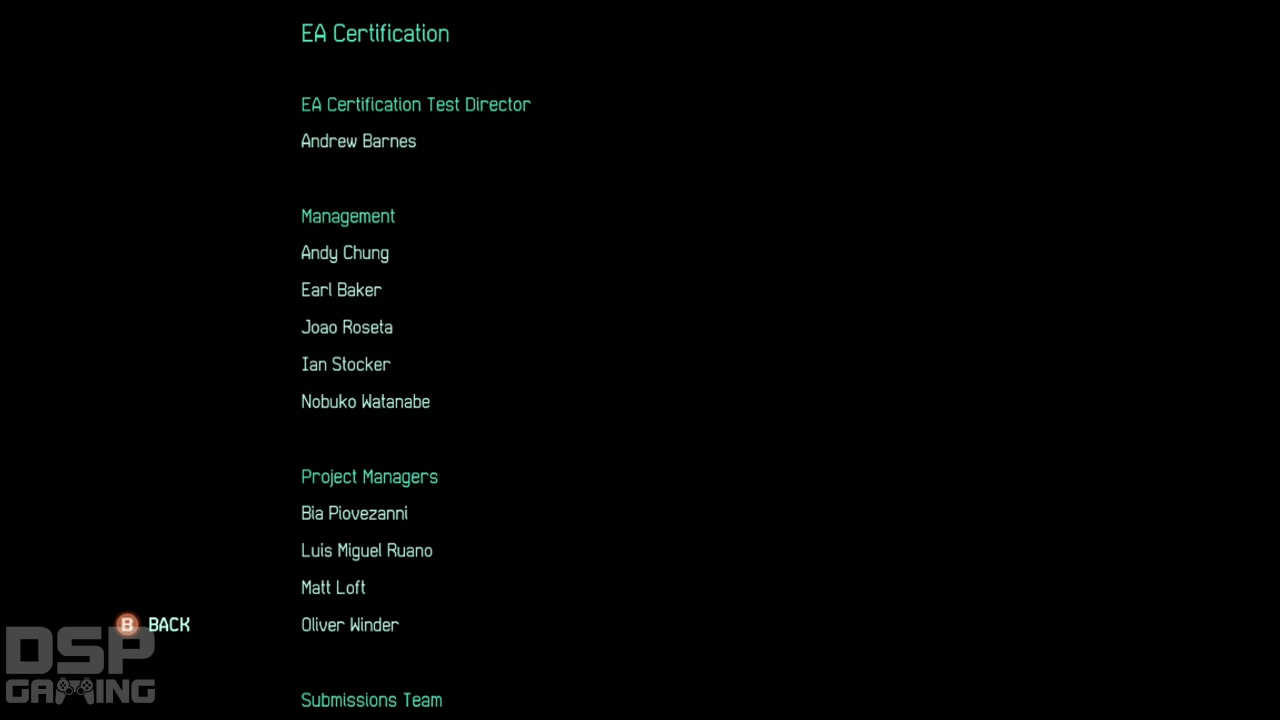 EA Certification
EA Certification Test Director
Andrew Barnes
Management
Andy Chung
Earl Baker
Joao Roseta
Ian Stocker
Nobuko Watanabe
Project Managers
Bia Piovezanni
Luis Miguel Ruano
Matt Loft
Oliver Winder
B BACK
DSP
GAMING
Submissions Team